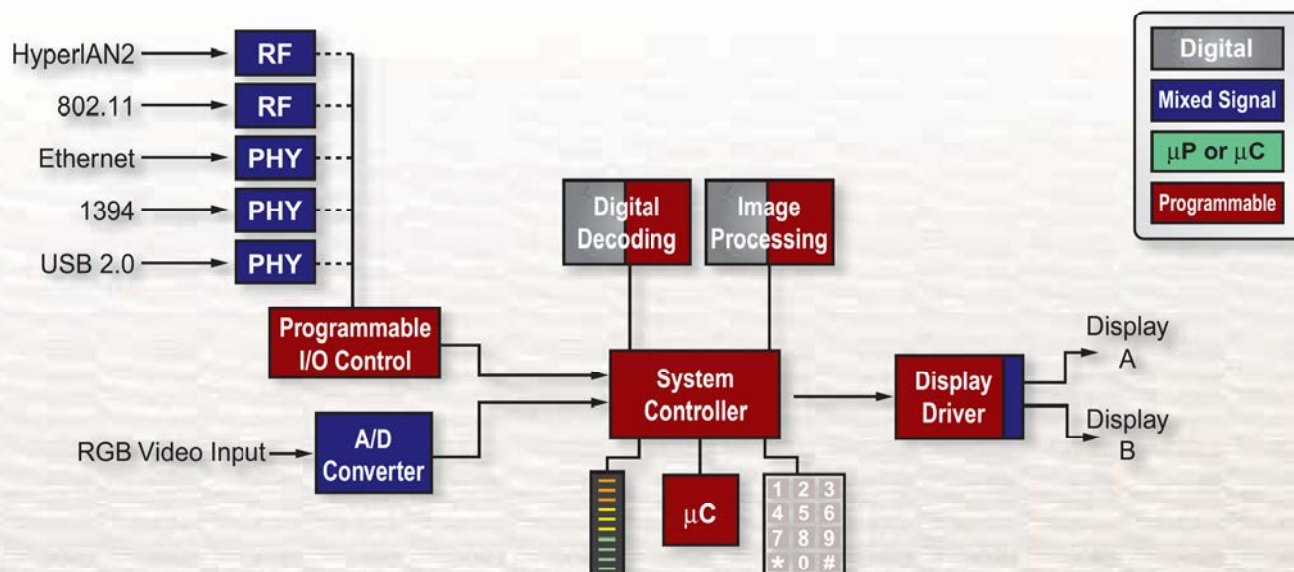 HyperlAN2
RF
802.11
RF
Ethernet
PHY
1394
PHY
USB 2.0
PHY
Programmable
I/O Control
RGB Video Input
A/D
Converter
Digital
Decoding
Image
Processing
System
Controller
μC
1 2 3
4 5 6
7 8 9
* 0 #
Display
Driver
Display
A
Display
B
Digital
Mixed Signal
μP or μC
Programmable